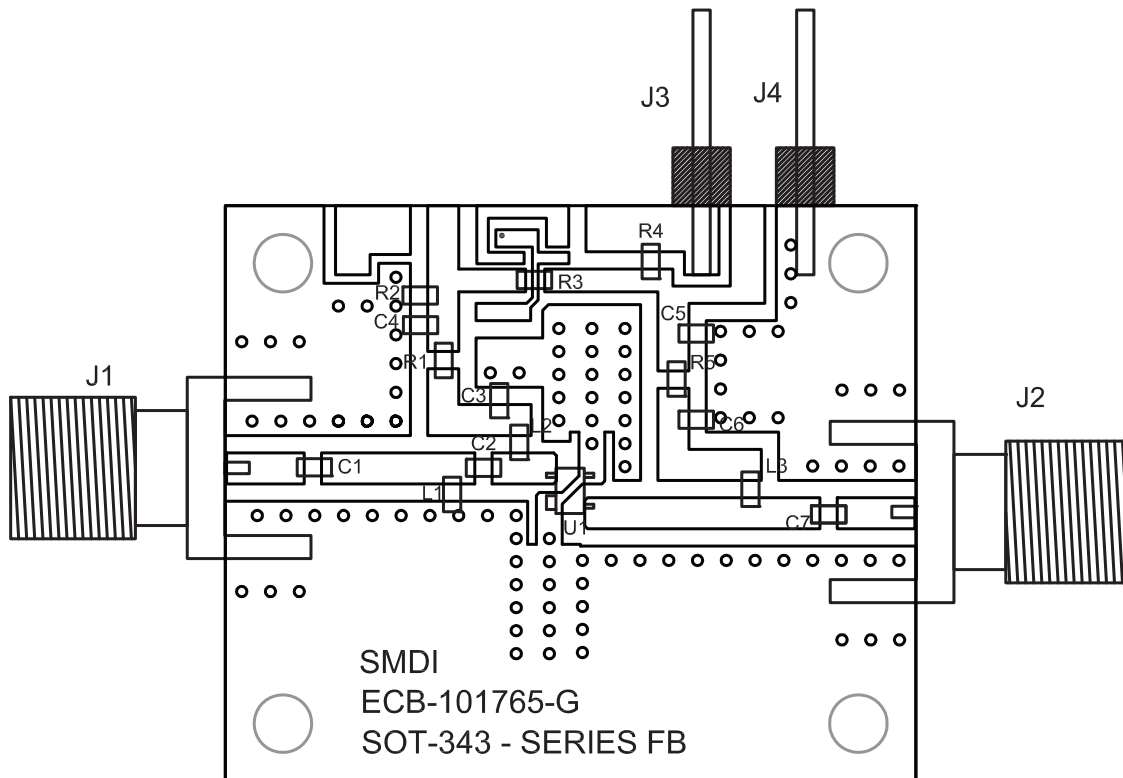 J3
J4
R4
R3
R2
C4
C5
R1
R5
J1
C3
J2
L2
C6
C2
C1
L3
L1
C7
U1
SMDI
ECB-101765-G
SOT-343 - SERIES FB